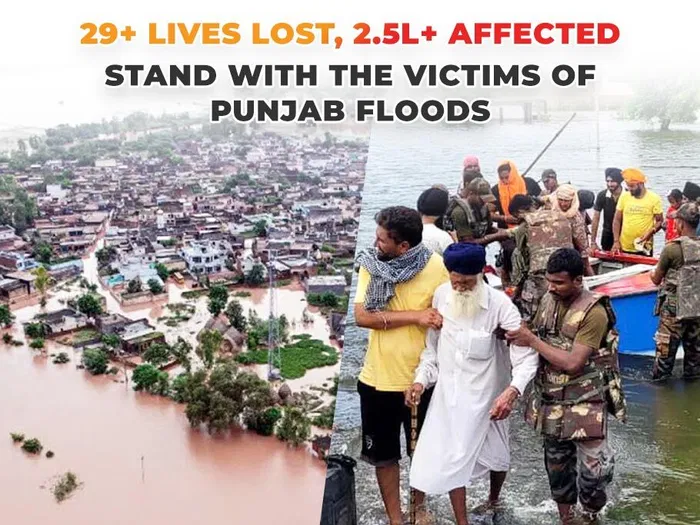 29+ LIVES LOST, 2.5L+ AFFECTED
STAND WITH THE VICTIMS OF
PUNJAB FLOODS